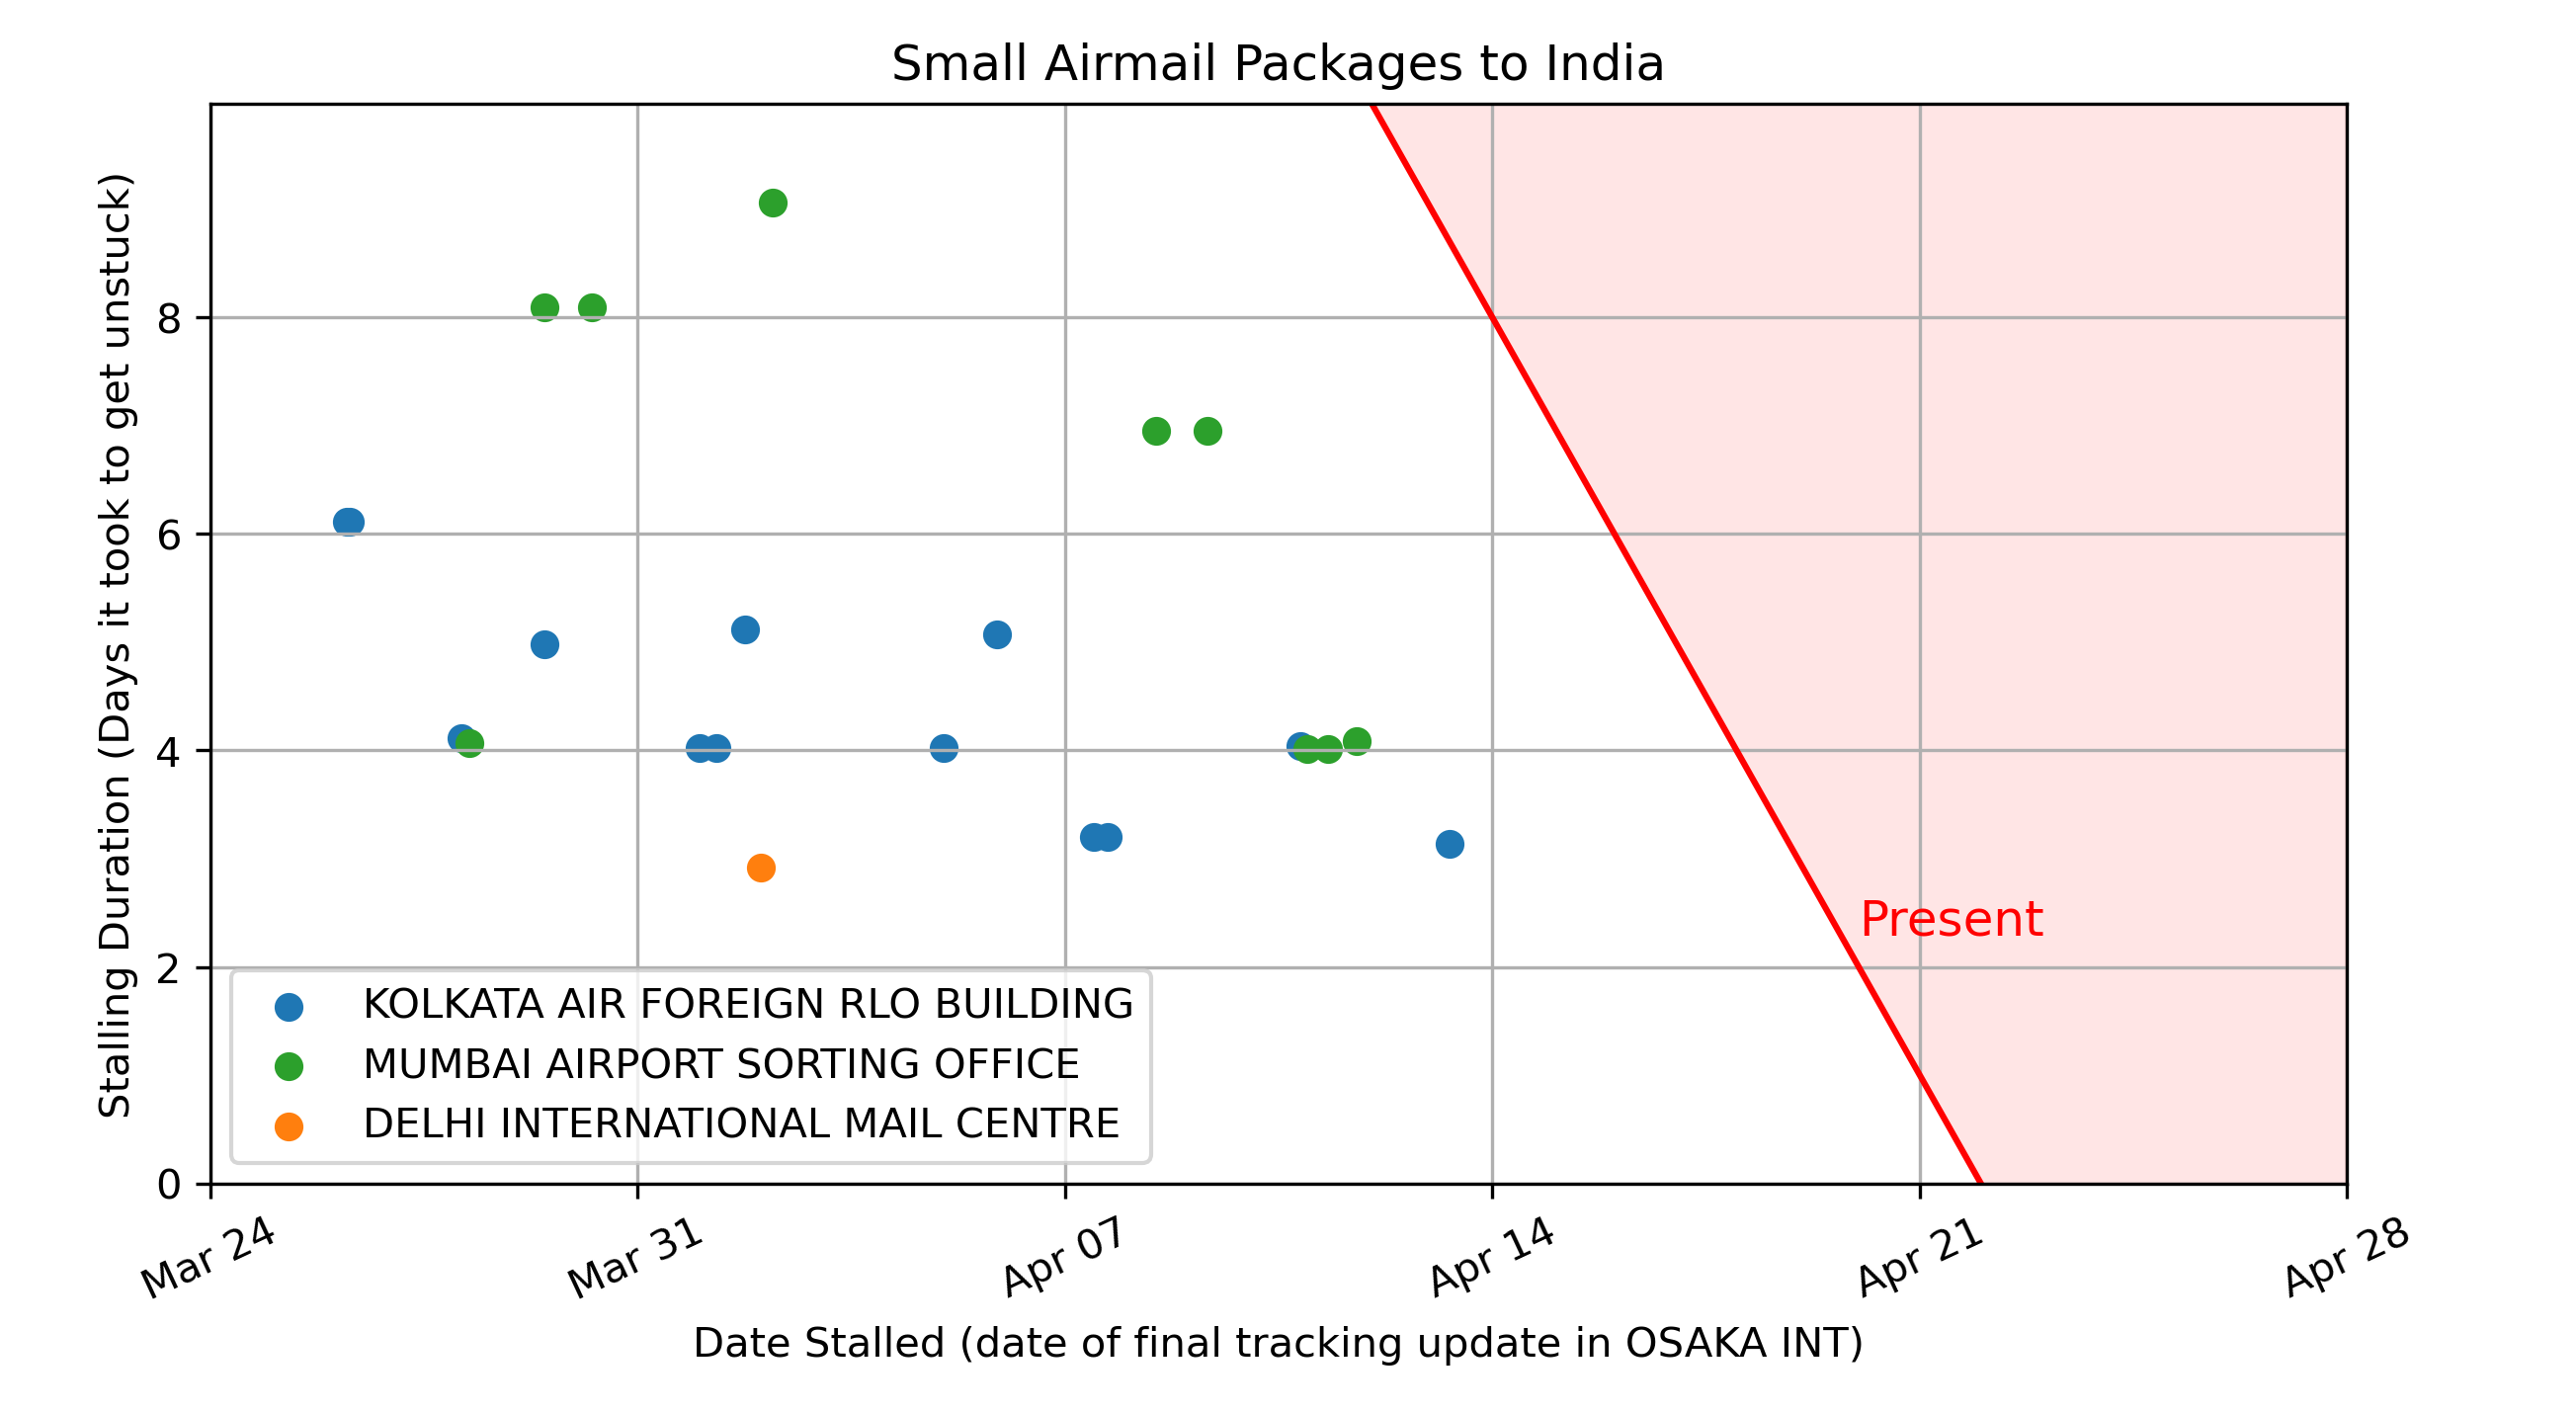 Small Airmail Packages to India
Stalling Duration (Days it took to get unstuck)
8
6
4
2
0
Present
KOLKATA AIR FOREIGN RLO BUILDING
MUMBAI AIRPORT SORTING OFFICE
DELHI INTERNATIONAL MAIL CENTRE
Mar 24
Mar 31
Apr 07
Apr 14
Apr 21
Apr 28
Date Stalled (date of final tracking update in OSAKA INT)